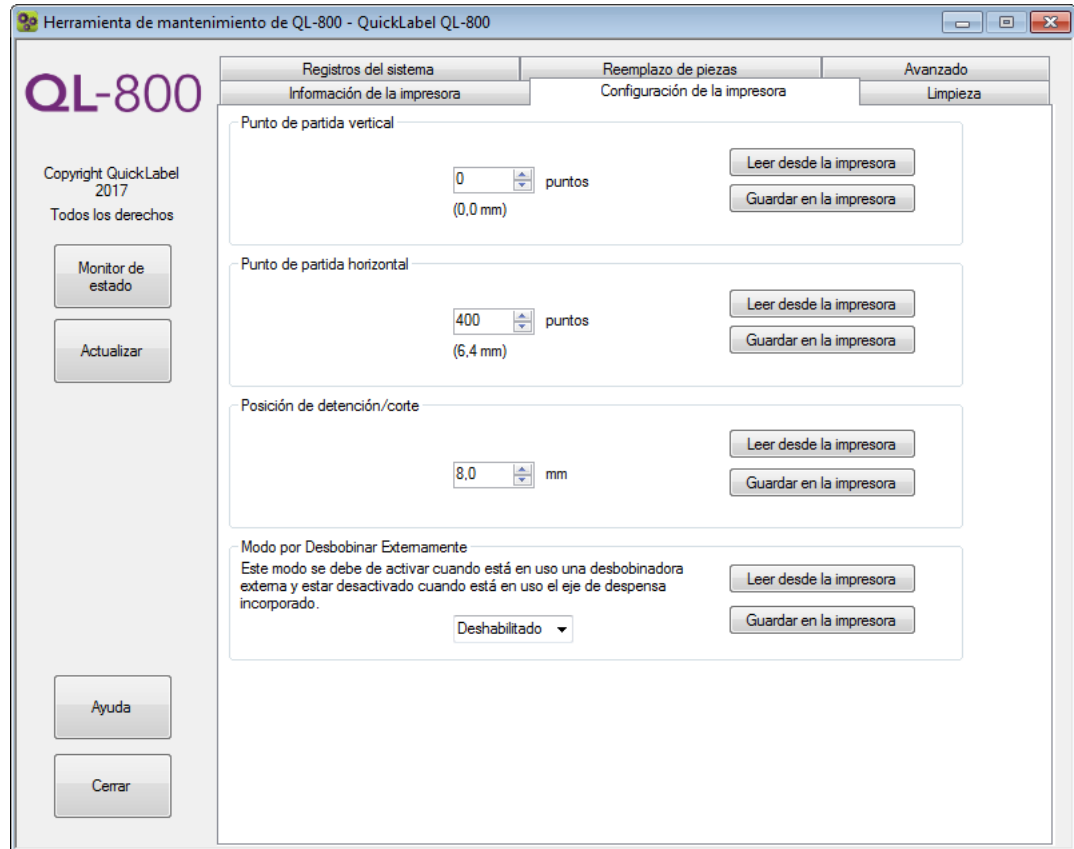 Herramienta de mantenimiento de QL-800 - QuickLabel QL-800
QL-800
Copyright QuickLabel
2017
Todos los derechos
Monitor de
estado
Actualizar
Ayuda
Cerrar
Registros del sistema
Reemplazo de piezas
Avanzado
Información de la impresora
Configuración de la impresora
Limpieza
Punto de partida vertical
0 puntos
(0,0 mm)
Leer desde la impresora
Guardar en la impresora
Punto de partida horizontal
400 puntos
(6,4 mm)
Leer desde la impresora
Guardar en la impresora
Posición de detención/corte
8,0 mm
Leer desde la impresora
Guardar en la impresora
Modo por Desbobinar Externamente
Este modo se debe de activar cuando está en uso una desbobinadora
externa y estar desactivado cuando está en uso el eje de despensa
incorporado.
Deshabilitado
Leer desde la impresora
Guardar en la impresora